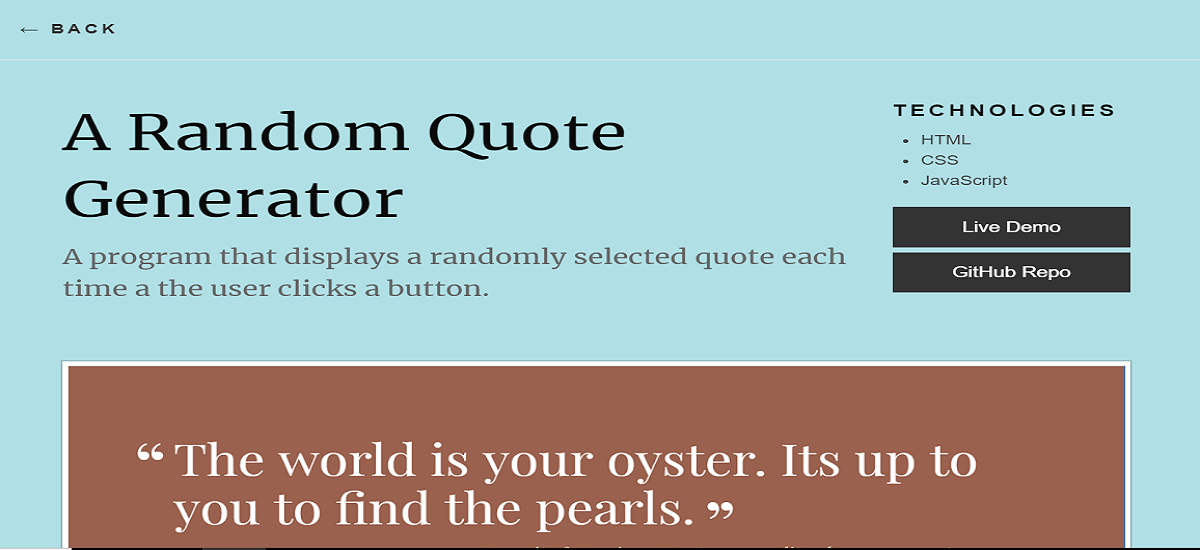 ← BACK
A Random Quote
Generator
A program that displays a randomly selected quote each
time a the user clicks a button.
TECHNOLOGIES
• HTML
• CSS
• JavaScript
Live Demo
GitHub Repo
“ The world is your oyster. Its up to
you to find the pearls. ”